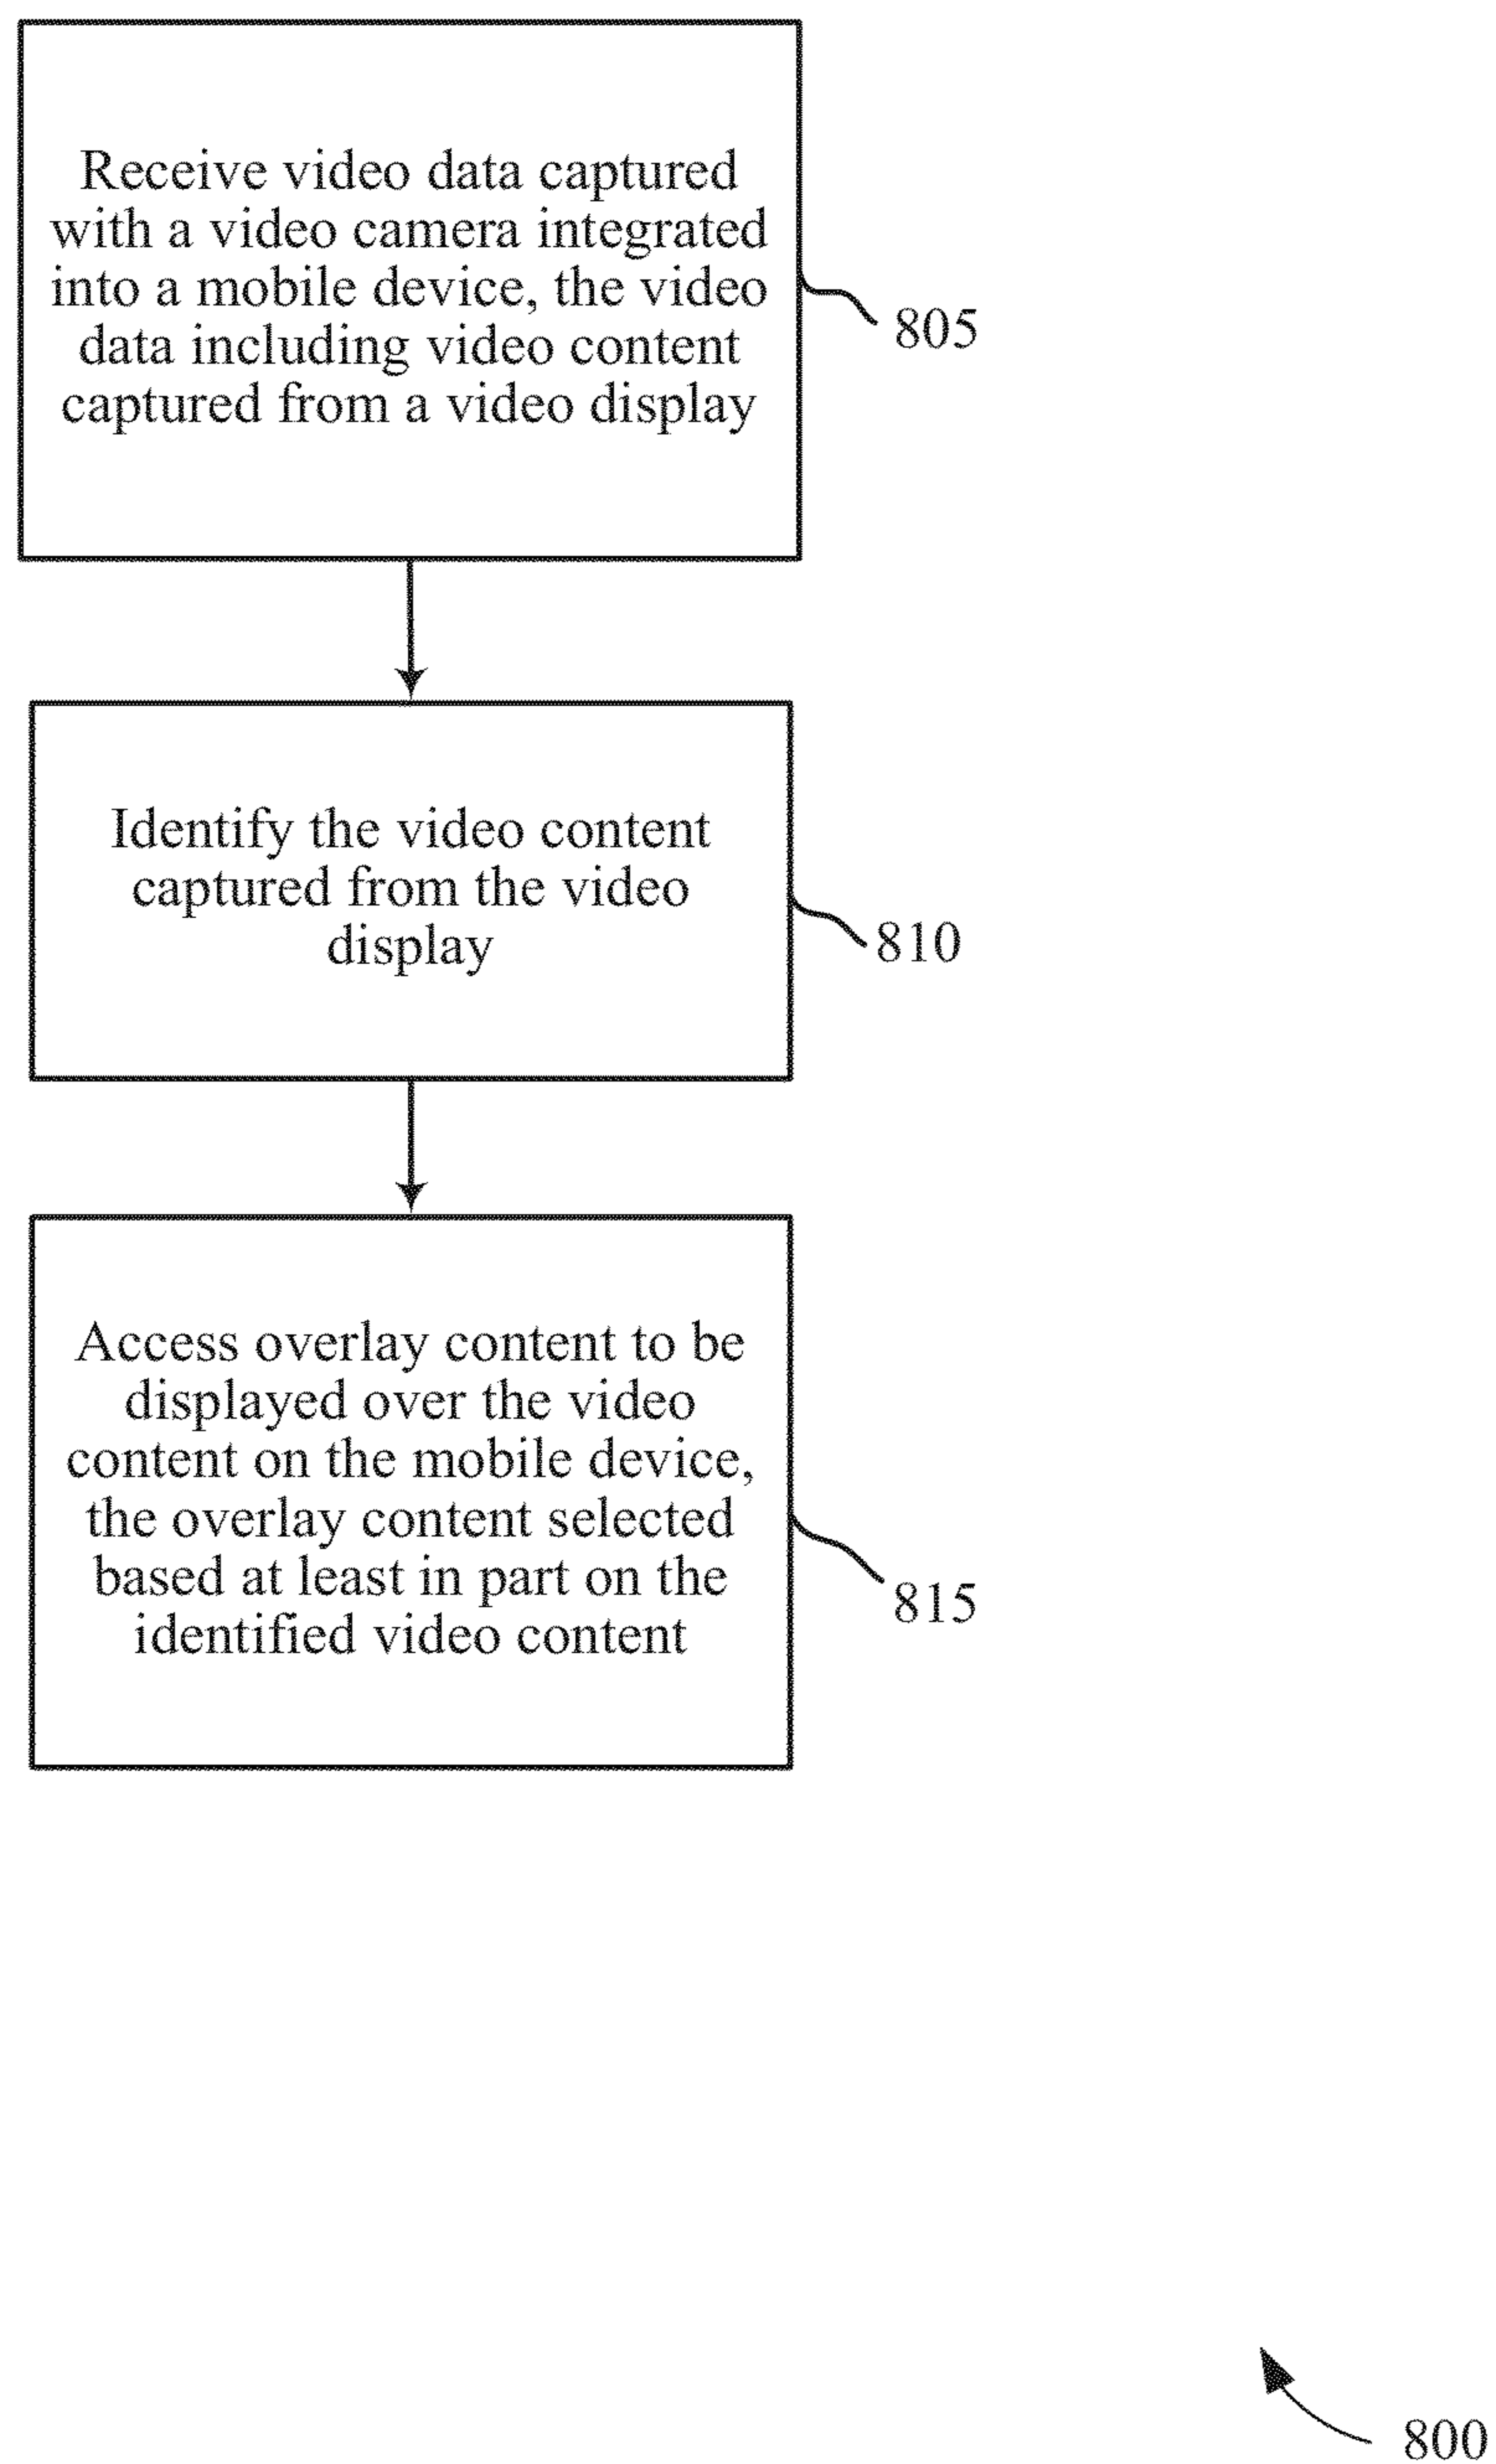 Receive video data captured
with a video camera integrated
into a mobile device, the video
data including video content
captured from a video display
805
Identify the video content
captured from the video
display
810
Access overlay content to be
displayed over the video
content on the mobile device,
the overlay content selected
based at least in part on the
identified video content
815
800